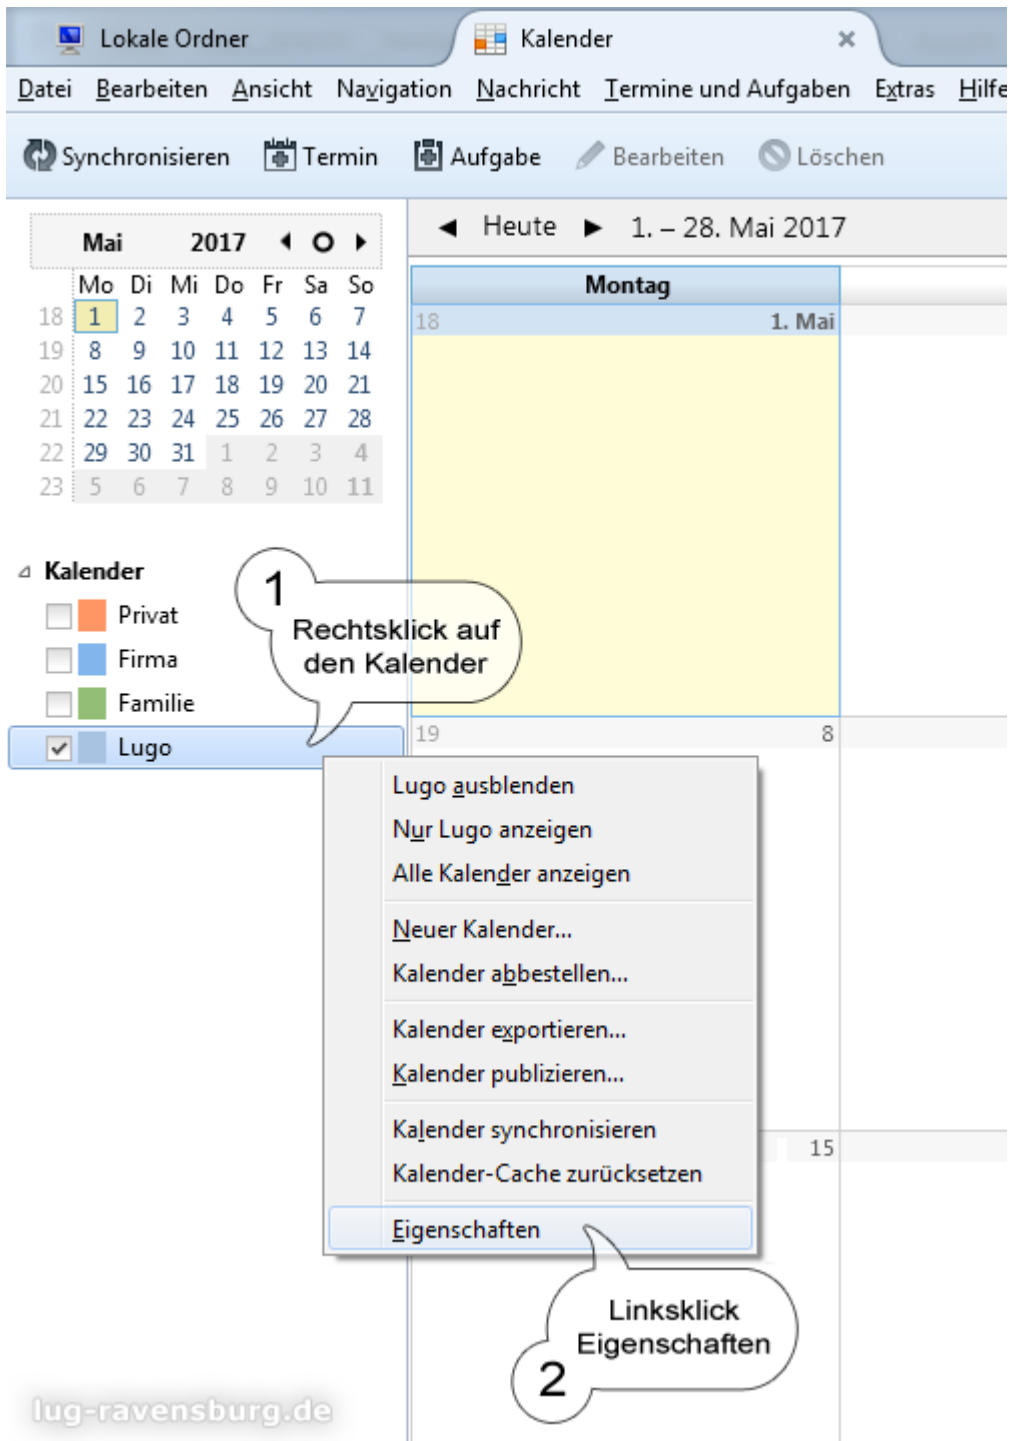 Lokale Ordner
Kalender
Datei Bearbeiten Ansicht Navigation Nachricht Termine und Aufgaben Extras Hilfe
Synchronisieren Termin Aufgabe Bearbeiten Löschen
Mai 2017
Heute 1. – 28. Mai 2017
Mo Di Mi Do Fr Sa So
18 1 2 3 4 5 6 7
19 8 9 10 11 12 13 14
20 15 16 17 18 19 20 21
21 22 23 24 25 26 27 28
22 29 30 31 1 2 3 4
23 5 6 7 8 9 10 11
Montag
18 1. Mai
Kalender
Privat
Firma
Familie
Lugo
1
Rechtsklick auf
den Kalender
19 8
Lugo ausblenden
Nur Lugo anzeigen
Alle Kalender anzeigen
Neuer Kalender...
Kalender abbestellen...
Kalender exportieren...
Kalender publizieren...
Kalender synchronisieren
Kalender-Cache zurücksetzen
Eigenschaften
15
Linksklick
Eigenschaften
2
lug-ravensburg.de